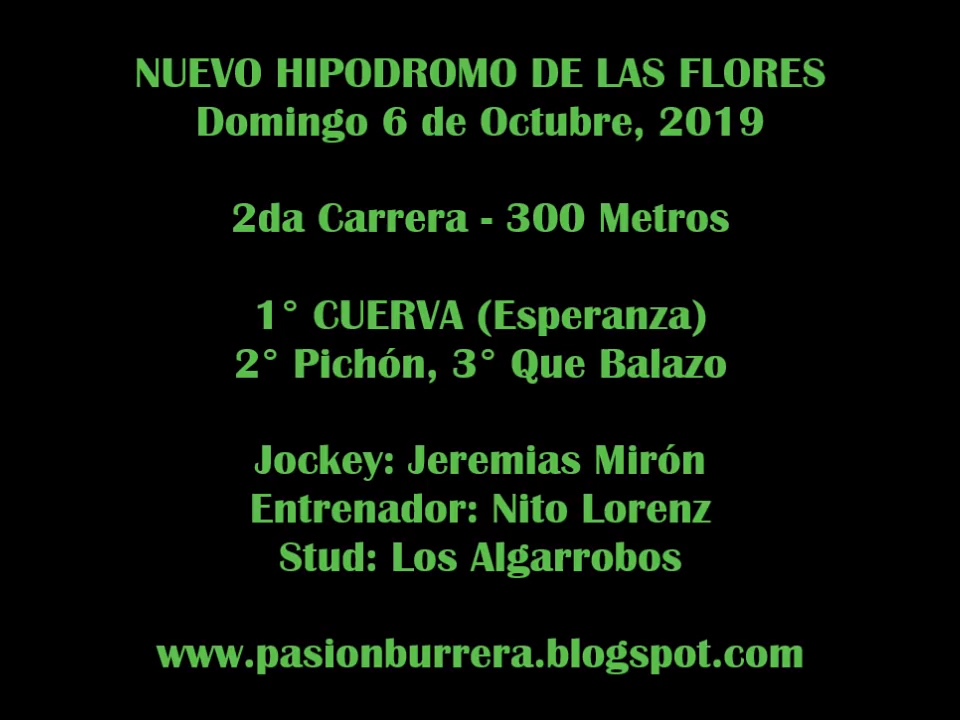 NUEVO HIPODROMO DE LAS FLORES
Domingo 6 de Octubre, 2019
2da Carrera - 300 Metros
1° CUERVA (Esperanza)
2° Pichón, 3° Que Balazo
Jockey: Jeremias Mirón
Entrenador: Nito Lorenz
Stud: Los Algarrobos
www.pasionburrera.blogspot.com